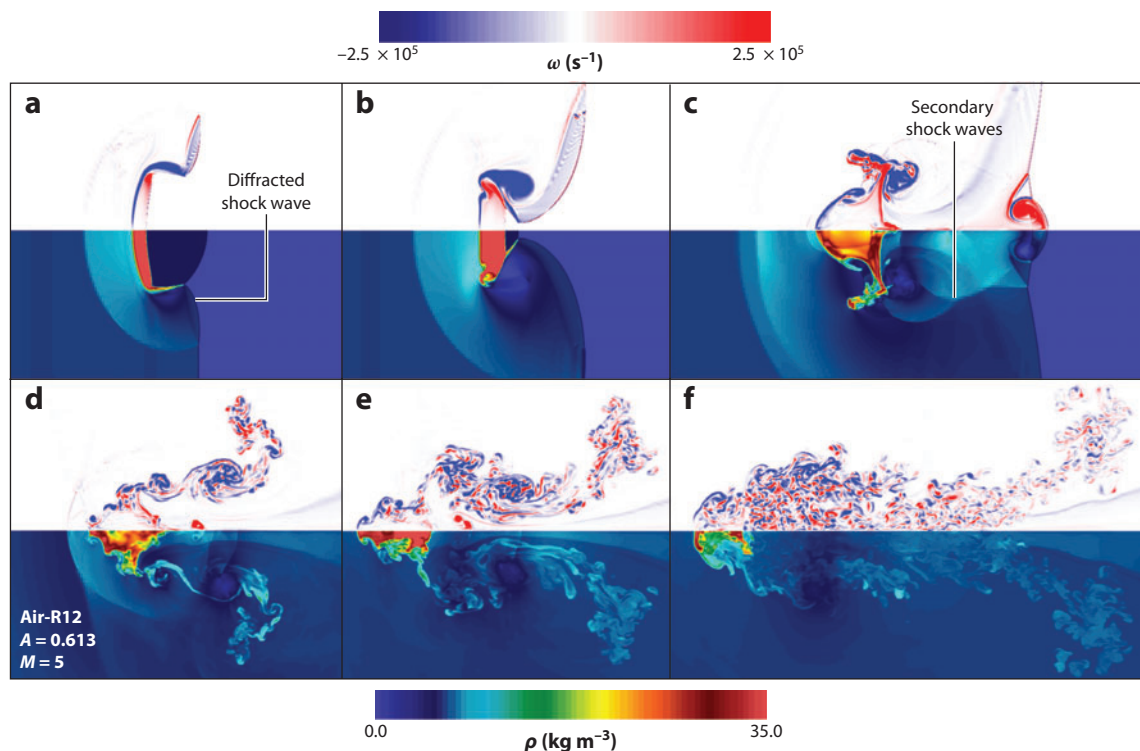 −2.5 × 10⁵
2.5 × 10⁵
ω (s⁻¹)
a
b
c
Secondary
shock waves
Diffracted
shock wave
d
e
f
Air-R12
A = 0.613
M = 5
0.0
35.0
ρ (kg m⁻³)